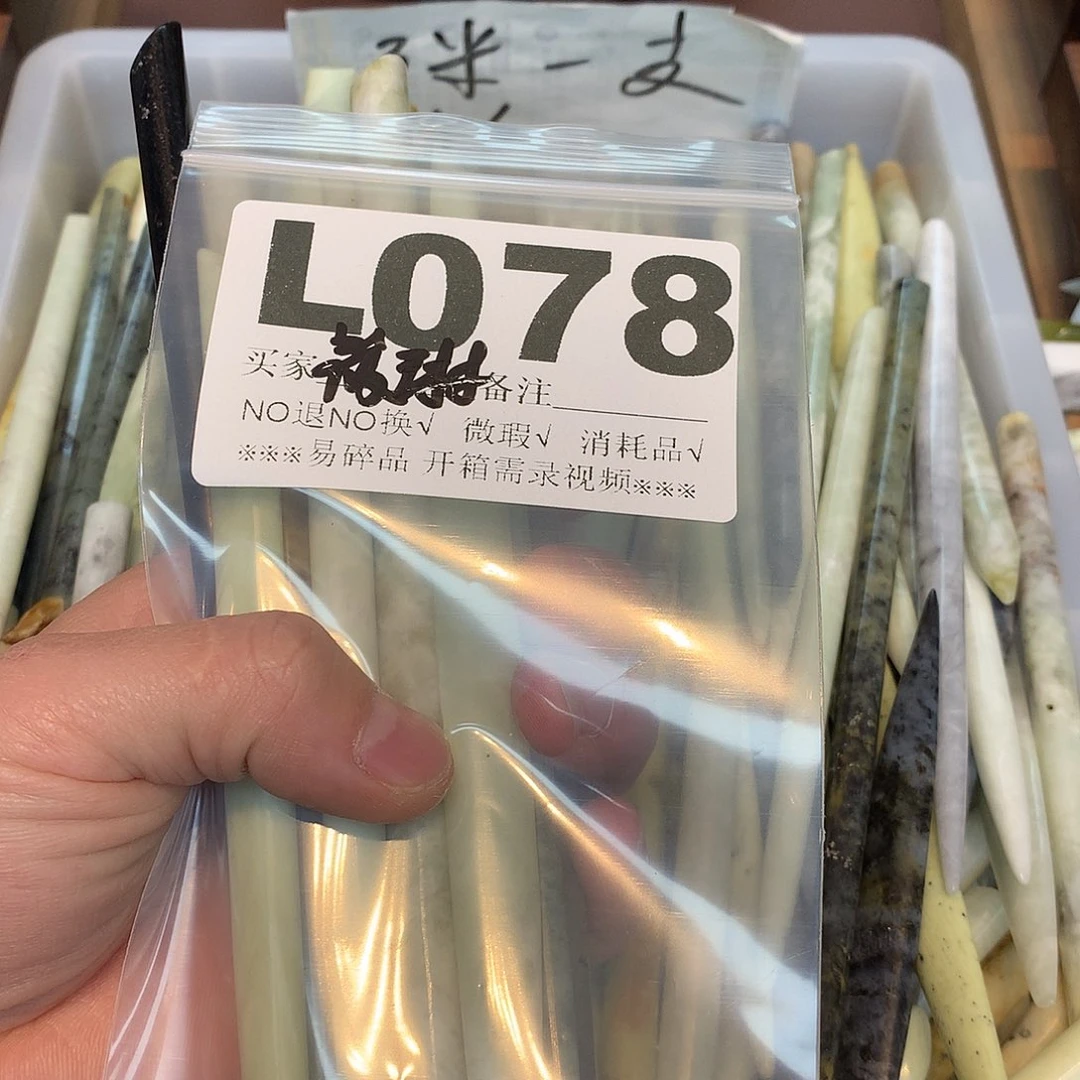 米一支
L078
买家 备注
NO退NO换√ 微瑕√ 消耗品√
※※※易碎品 开箱需录视频※※※